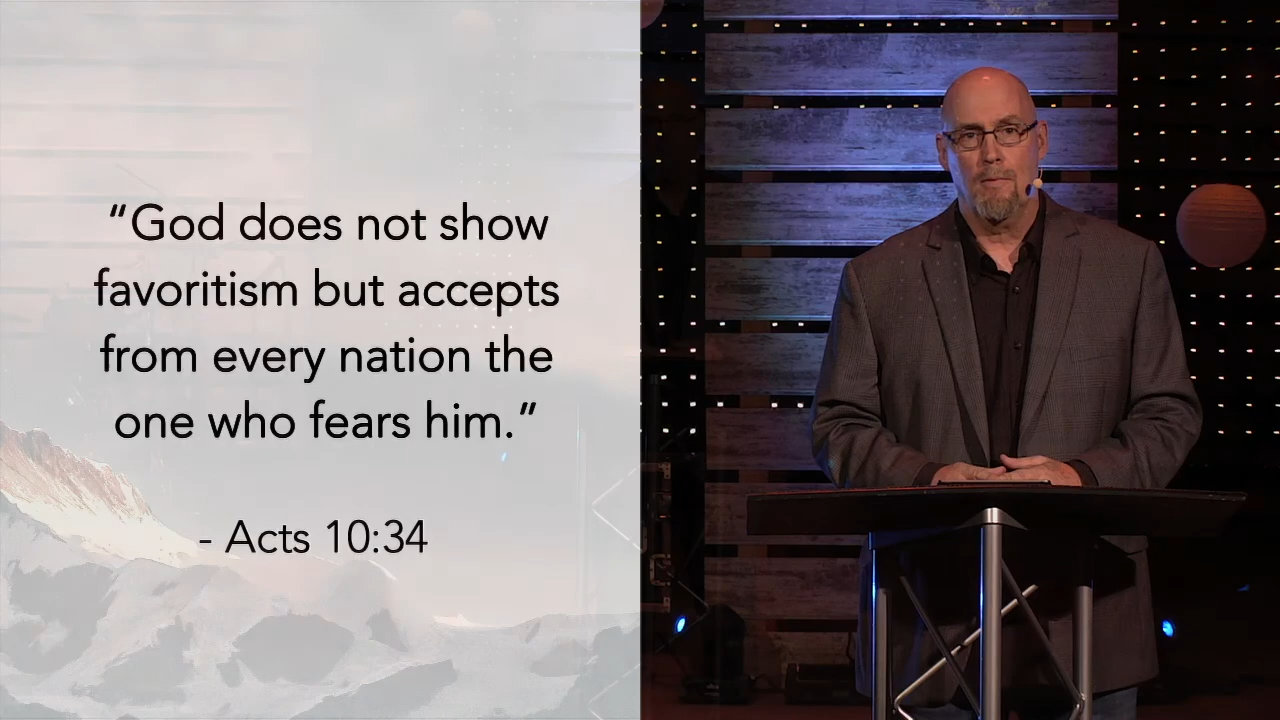 “God does not show
favoritism but accepts
from every nation the
one who fears him.”
- Acts 10:34